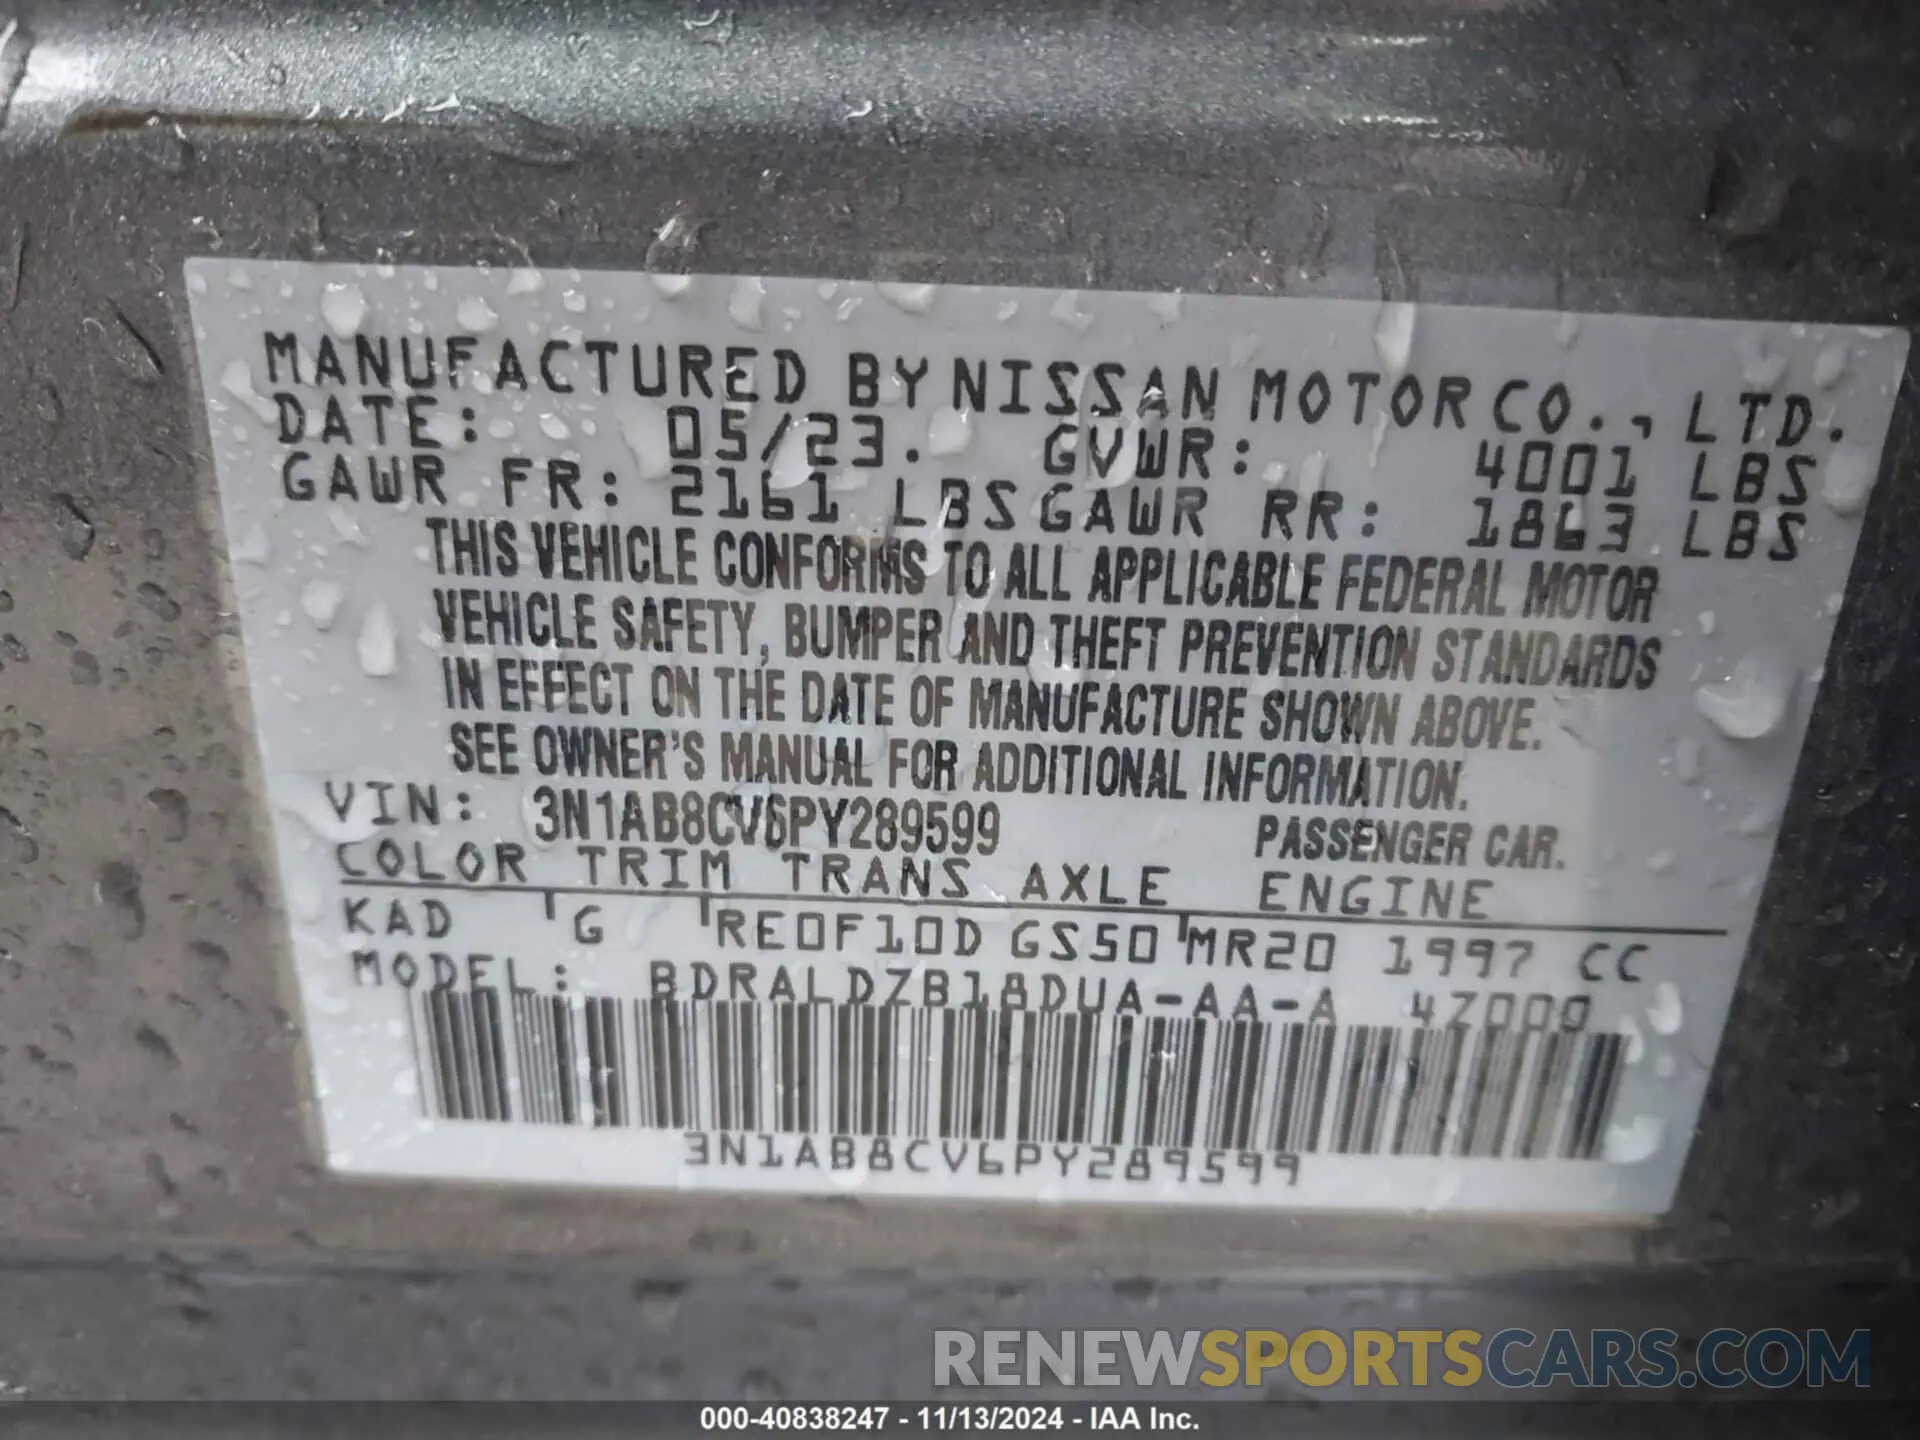 MANUFACTURED BY NISSAN MOTOR CO., LTD.
DATE: 05/23. GVWR: 4001 LBS
GAWR FR: 2161 LBS GAWR RR: 1863 LBS
THIS VEHICLE CONFORMS TO ALL APPLICABLE FEDERAL MOTOR
VEHICLE SAFETY, BUMPER AND THEFT PREVENTION STANDARDS
IN EFFECT ON THE DATE OF MANUFACTURE SHOWN ABOVE.
SEE OWNER'S MANUAL FOR ADDITIONAL INFORMATION.
VIN: 3N1AB8CV6PY289599 PASSENGER CAR.
COLOR TRIM TRANS AXLE ENGINE
KAD G RE0F10D GS50 MR20 1997 CC
MODEL: BDRALDZB18DUA-AA-A 4Z000
3N1AB8CV6PY289599
RENEWSPORTSCARS.COM
000-40838247 - 11/13/2024 - IAA Inc.